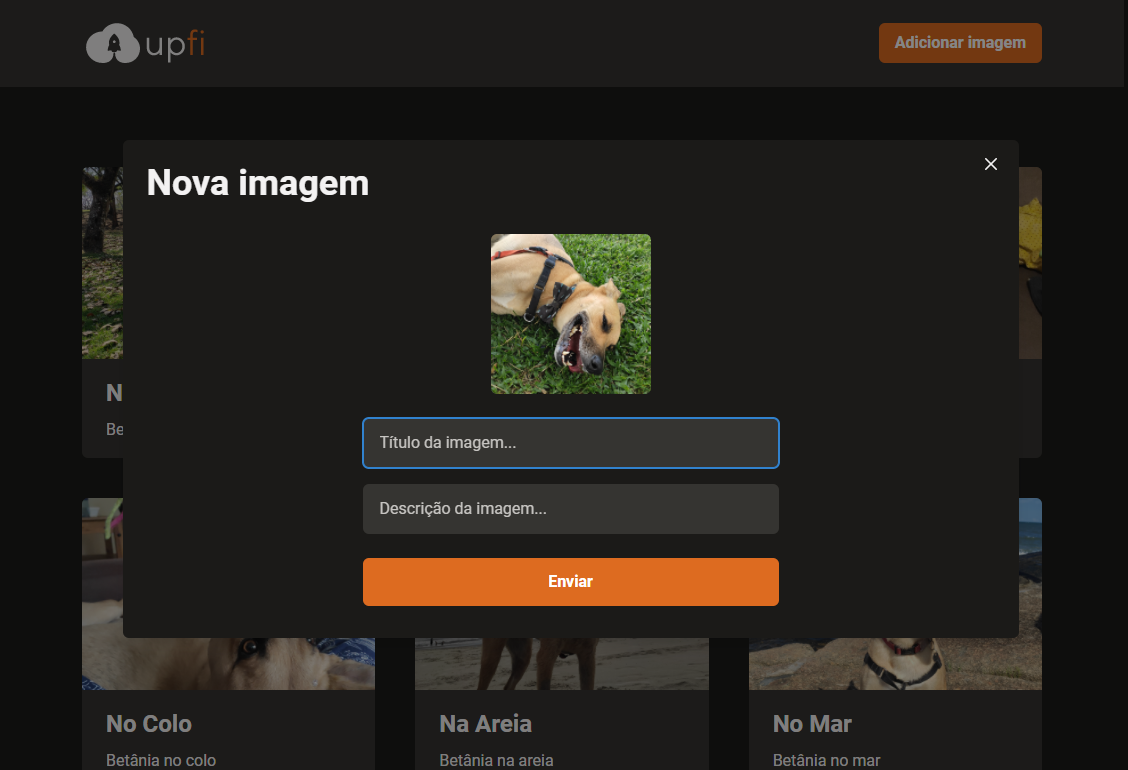 upfi
Adicionar imagem
Nova imagem
Título da imagem...
N
Be
Descrição da imagem...
Enviar
No Colo
Na Areia
No Mar
Betânia no colo
Betânia na areia
Betânia no mar